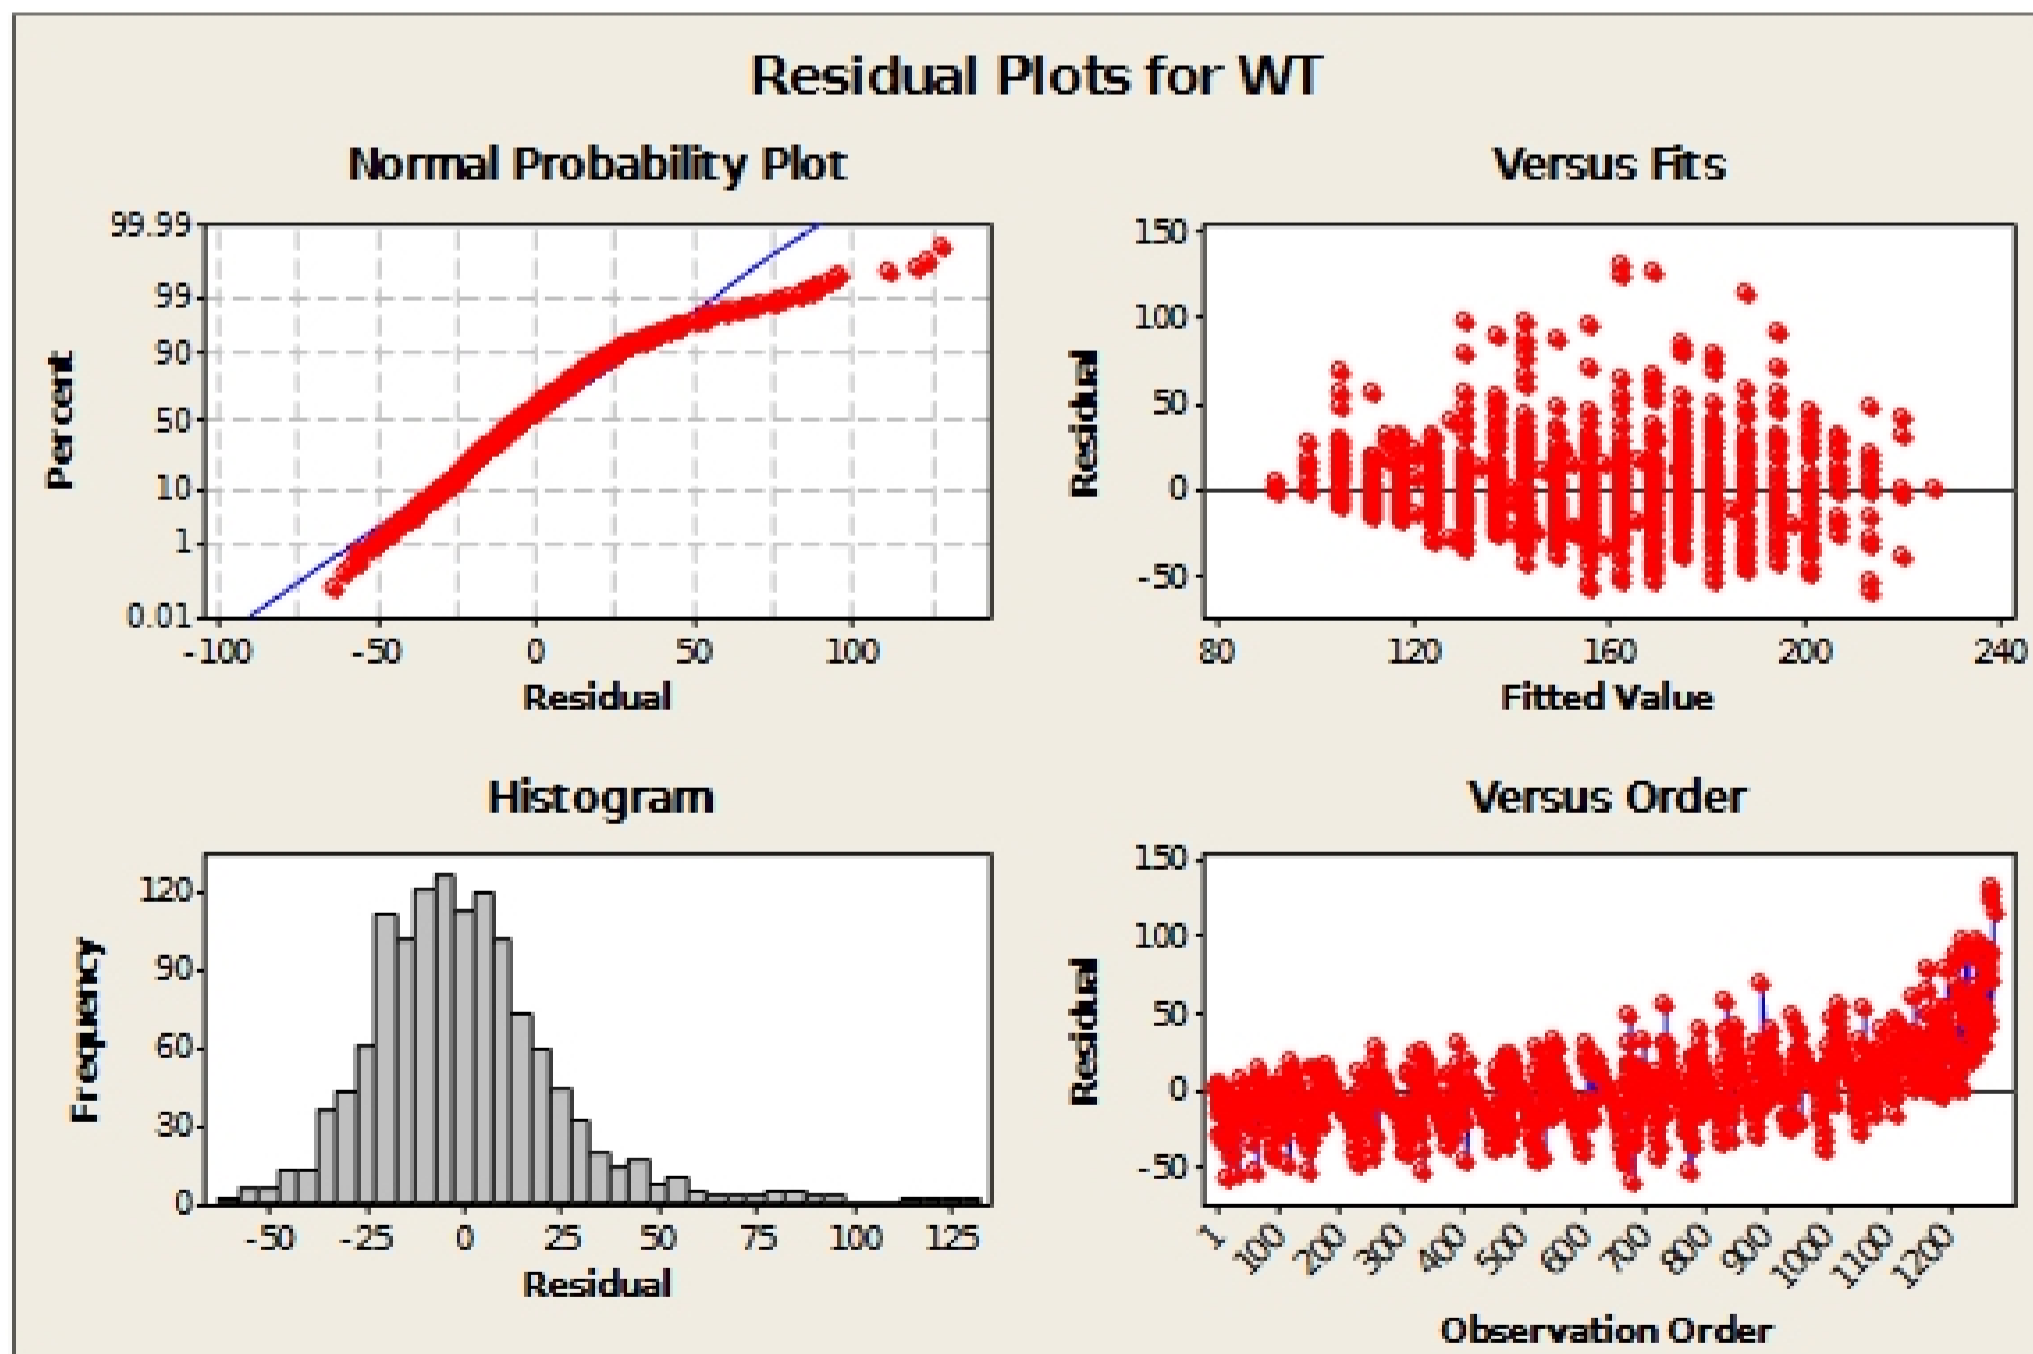 Residual Plots for WT
Normal Probability Plot
99.99
99
90
50
10
1
0.01
Percent
-100 -50 0 50 100
Residual
Versus Fits
150
100
50
0
-50
Residual
80 120 160 200 240
Fitted Value
Histogram
120
90
60
30
0
Frequency
-50 -25 0 25 50 75 100 125
Residual
Versus Order
150
100
50
0
-50
Residual
1 100 200 300 400 500 600 700 800 900 1000 1100 1200
Observation Order